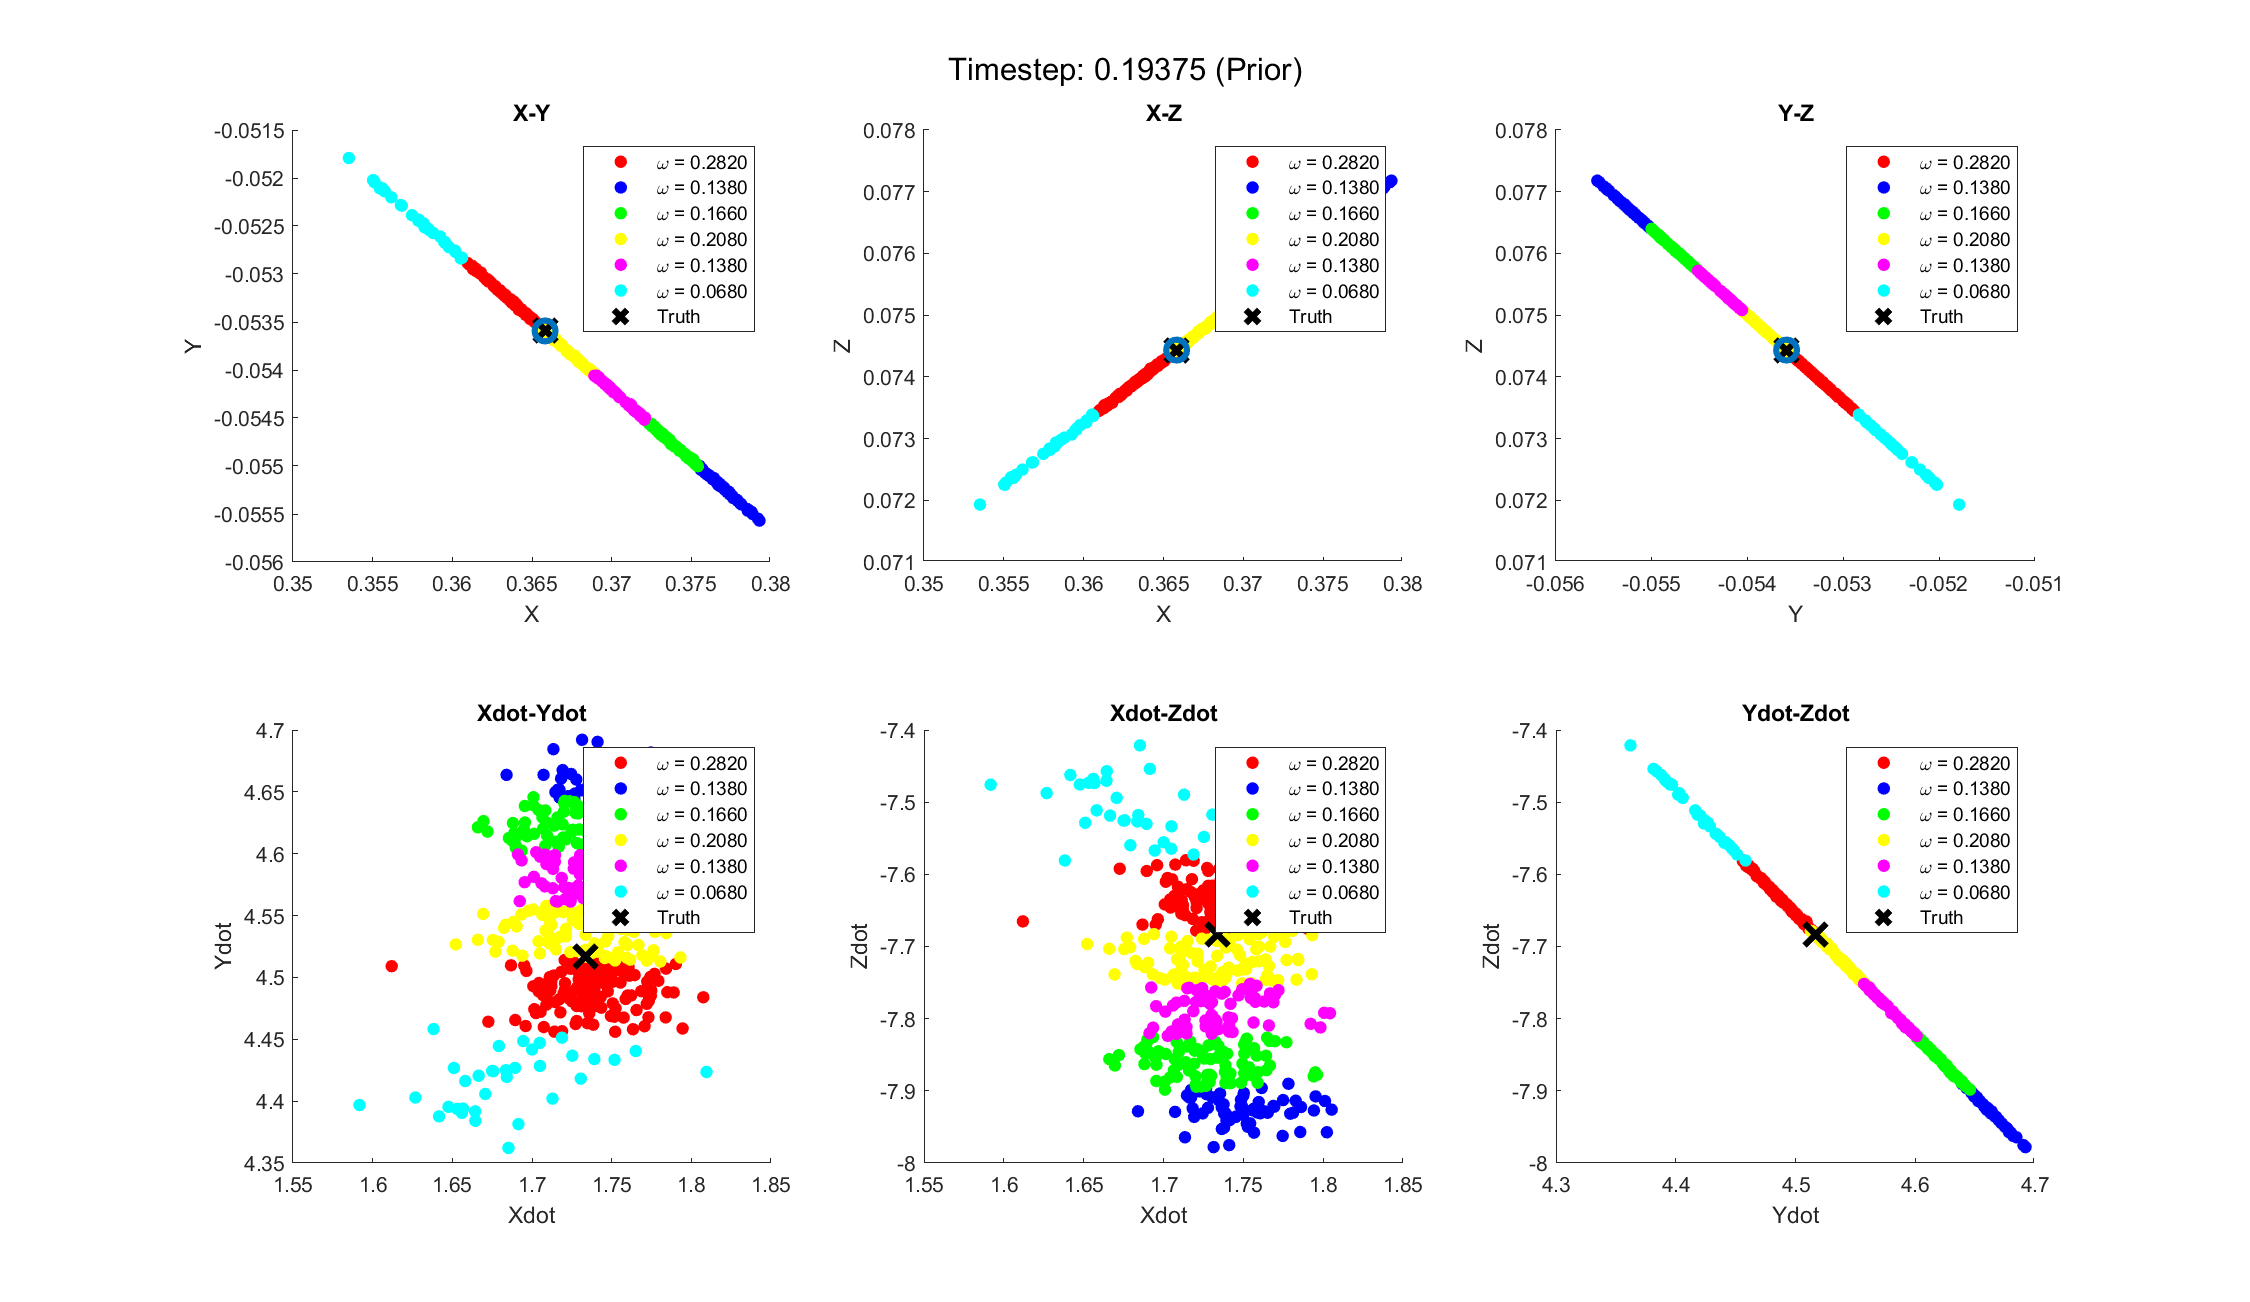 Timestep: 0.19375 (Prior)
X-Y
-0.0515
-0.052
-0.0525
-0.053
-0.0535
-0.054
-0.0545
-0.055
-0.0555
-0.056
0.35
0.355
0.36
0.365
0.37
0.375
0.38
X
Y
ω = 0.2820
ω = 0.1380
ω = 0.1660
ω = 0.2080
ω = 0.1380
ω = 0.0680
Truth
X-Z
0.078
0.077
0.076
0.075
0.074
0.073
0.072
0.071
0.35
0.355
0.36
0.365
0.37
0.375
0.38
X
Z
ω = 0.2820
ω = 0.1380
ω = 0.1660
ω = 0.2080
ω = 0.1380
ω = 0.0680
Truth
Y-Z
0.078
0.077
0.076
0.075
0.074
0.073
0.072
0.071
-0.056
-0.055
-0.054
-0.053
-0.052
-0.051
Y
Z
ω = 0.2820
ω = 0.1380
ω = 0.1660
ω = 0.2080
ω = 0.1380
ω = 0.0680
Truth
Xdot-Ydot
4.7
4.65
4.6
4.55
4.5
4.45
4.4
4.35
1.55
1.6
1.65
1.7
1.75
1.8
1.85
Xdot
Ydot
ω = 0.2820
ω = 0.1380
ω = 0.1660
ω = 0.2080
ω = 0.1380
ω = 0.0680
Truth
Xdot-Zdot
-7.4
-7.5
-7.6
-7.7
-7.8
-7.9
-8
1.55
1.6
1.65
1.7
1.75
1.8
1.85
Xdot
Zdot
ω = 0.2820
ω = 0.1380
ω = 0.1660
ω = 0.2080
ω = 0.1380
ω = 0.0680
Truth
Ydot-Zdot
-7.4
-7.5
-7.6
-7.7
-7.8
-7.9
-8
4.3
4.4
4.5
4.6
4.7
Ydot
Zdot
ω = 0.2820
ω = 0.1380
ω = 0.1660
ω = 0.2080
ω = 0.1380
ω = 0.0680
Truth